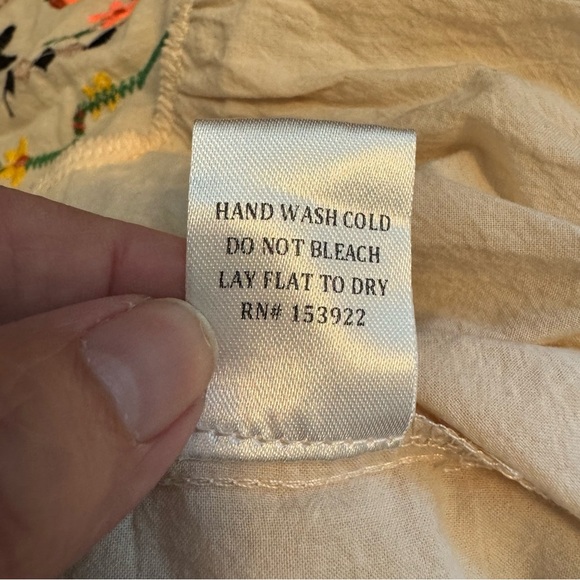 HAND WASH COLD
DO NOT BLEACH
LAY FLAT TO DRY
RN# 153922